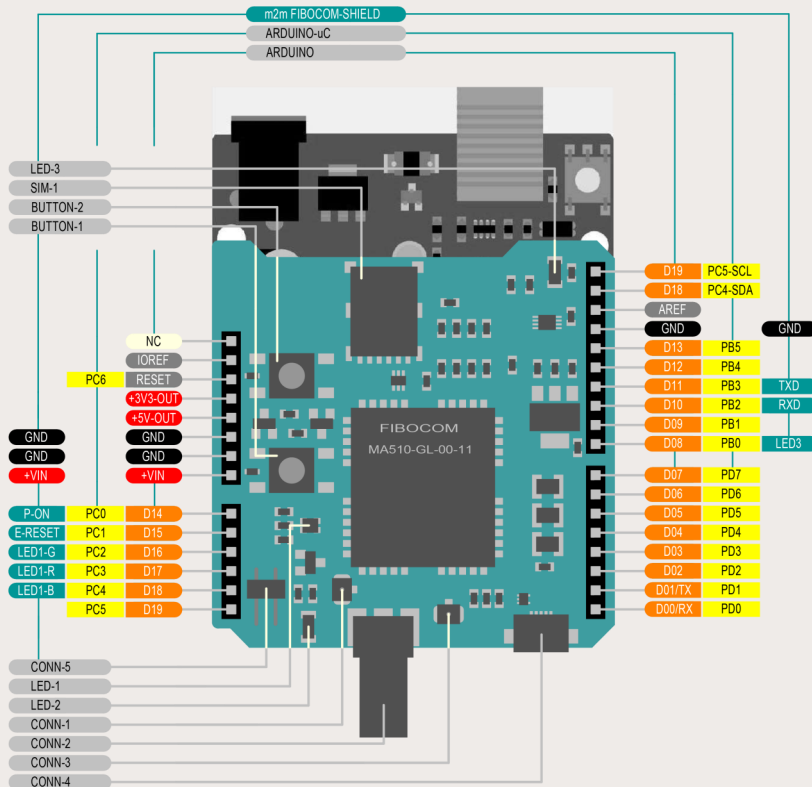 m2m FIBOCOM-SHIELD
ARDUINO-uC
ARDUINO
LED-3
SIM-1
BUTTON-2
BUTTON-1
NC
IOREF
PC6 RESET
+3V3-OUT
+5V-OUT
GND GND
GND GND
+VIN +VIN
P-ON PC0 D14
E-RESET PC1 D15
LED1-G PC2 D16
LED1-R PC3 D17
LED1-B PC4 D18
PC5 D19
FIBOCOM
MA510-GL-00-11
D19 PC5-SCL
D18 PC4-SDA
AREF
GND GND
D13 PB5
D12 PB4
D11 PB3 TXD
D10 PB2 RXD
D09 PB1
D08 PB0 LED3
D07 PD7
D06 PD6
D05 PD5
D04 PD4
D03 PD3
D02 PD2
D01/TX PD1
D00/RX PD0
CONN-5
LED-1
LED-2
CONN-1
CONN-2
CONN-3
CONN-4